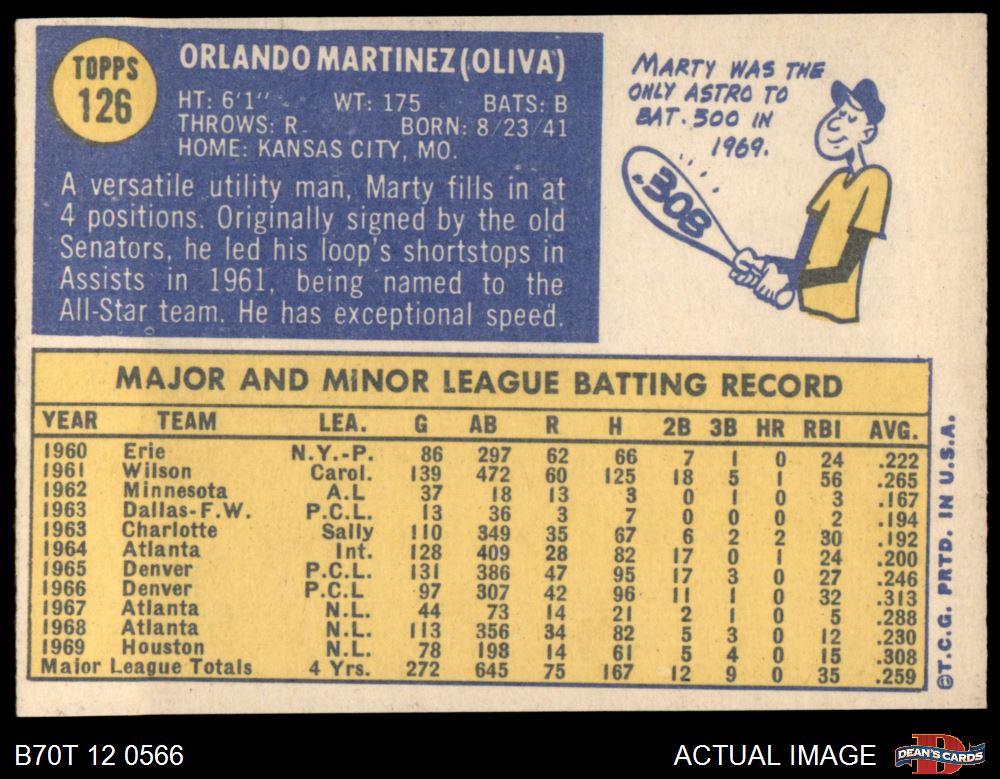 TOPPS
126
ORLANDO MARTINEZ (OLIVA)
HT: 6'1" WT: 175 BATS: B
THROWS: R BORN: 8/23/41
HOME: KANSAS CITY, MO.
A versatile utility man, Marty fills in at
4 positions. Originally signed by the old
Senators, he led his loop's shortstops in
Assists in 1961, being named to the
All-Star team. He has exceptional speed.
MARTY WAS THE
ONLY ASTRO TO
BAT .300 IN
1969.
.308
MAJOR AND MINOR LEAGUE BATTING RECORD
YEAR TEAM LEA. G AB R H 2B 3B HR RBI AVG.
1960 Erie N.Y.-P. 86 297 62 66 7 1 0 24 .222
1961 Wilson Carol. 139 472 60 125 18 5 1 56 .265
1962 Minnesota A.L 37 18 13 3 0 1 0 3 .167
1963 Dallas-F.W. P.C.L. 13 36 3 7 0 0 0 2 .194
1963 Charlotte Sally 110 349 35 67 6 2 2 30 .192
1964 Atlanta Int. 128 409 28 82 17 0 1 24 .200
1965 Denver P.C.L. 131 386 47 95 17 3 0 27 .246
1966 Denver P.C.L 97 307 42 96 11 1 0 32 .313
1967 Atlanta N.L. 44 73 14 21 2 1 0 5 .288
1968 Atlanta N.L. 113 356 34 82 5 3 0 12 .230
1969 Houston N.L. 78 198 14 61 5 4 0 15 .308
Major League Totals 4 Yrs. 272 645 75 167 12 9 0 35 .259
©T.C.G. PRTD. IN U.S.A.
B70T 12 0566
ACTUAL IMAGE
D
DEAN'S CARDS